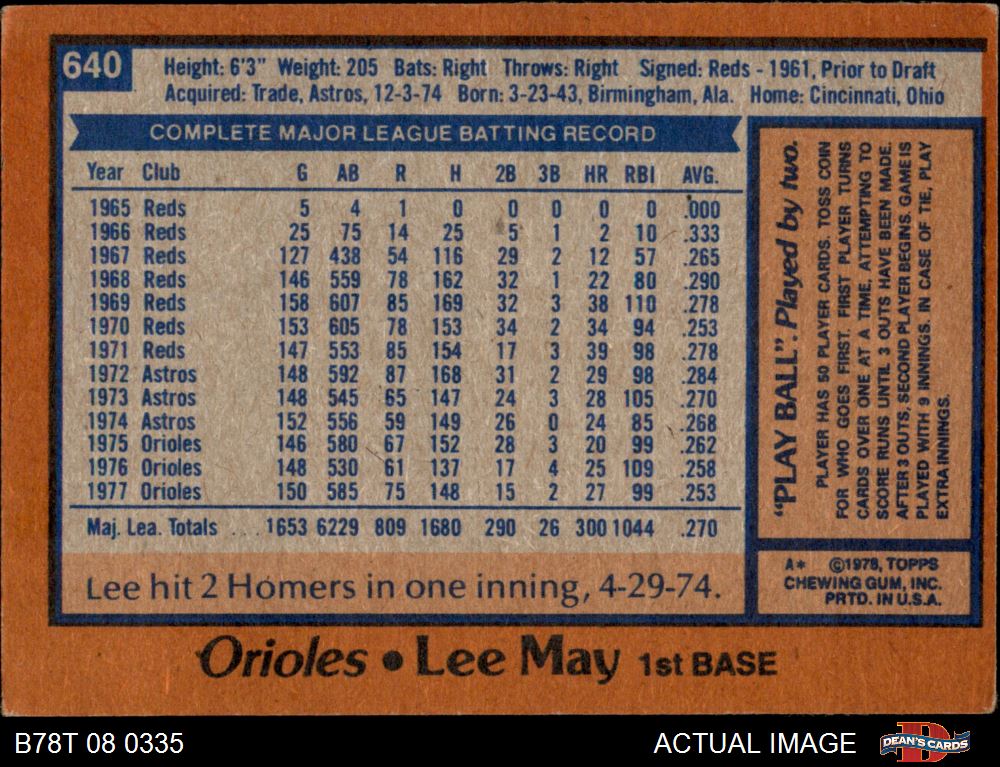 640
Height: 6'3" Weight: 205 Bats: Right Throws: Right Signed: Reds - 1961, Prior to Draft
Acquired: Trade, Astros, 12-3-74 Born: 3-23-43, Birmingham, Ala. Home: Cincinnati, Ohio
COMPLETE MAJOR LEAGUE BATTING RECORD
Year Club G AB R H 2B 3B HR RBI AVG.
1965 Reds 5 4 1 0 0 0 0 0 .000
1966 Reds 25 75 14 25 5 1 2 10 .333
1967 Reds 127 438 54 116 29 2 12 57 .265
1968 Reds 146 559 78 162 32 1 22 80 .290
1969 Reds 158 607 85 169 32 3 38 110 .278
1970 Reds 153 605 78 153 34 2 34 94 .253
1971 Reds 147 553 85 154 17 3 39 98 .278
1972 Astros 148 592 87 168 31 2 29 98 .284
1973 Astros 148 545 65 147 24 3 28 105 .270
1974 Astros 152 556 59 149 26 0 24 85 .268
1975 Orioles 146 580 67 152 28 3 20 99 .262
1976 Orioles 148 530 61 137 17 4 25 109 .258
1977 Orioles 150 585 75 148 15 2 27 99 .253
Maj. Lea. Totals ... 1653 6229 809 1680 290 26 300 1044 .270
Lee hit 2 Homers in one inning, 4-29-74.
"PLAY BALL". Played by two.
PLAYER HAS 50 PLAYER CARDS. TOSS COIN
FOR WHO GOES FIRST. FIRST PLAYER TURNS
CARDS OVER ONE AT A TIME, ATTEMPTING TO
SCORE RUNS UNTIL 3 OUTS HAVE BEEN MADE.
AFTER 3 OUTS, SECOND PLAYER BEGINS. GAME IS
PLAYED WITH 9 INNINGS. IN CASE OF TIE, PLAY
EXTRA INNINGS.
A* ©1978, TOPPS
CHEWING GUM, INC.
PRTD. IN U.S.A.
Orioles • Lee May 1st BASE
B78T 08 0335
ACTUAL IMAGE
D
DEAN'S CARDS